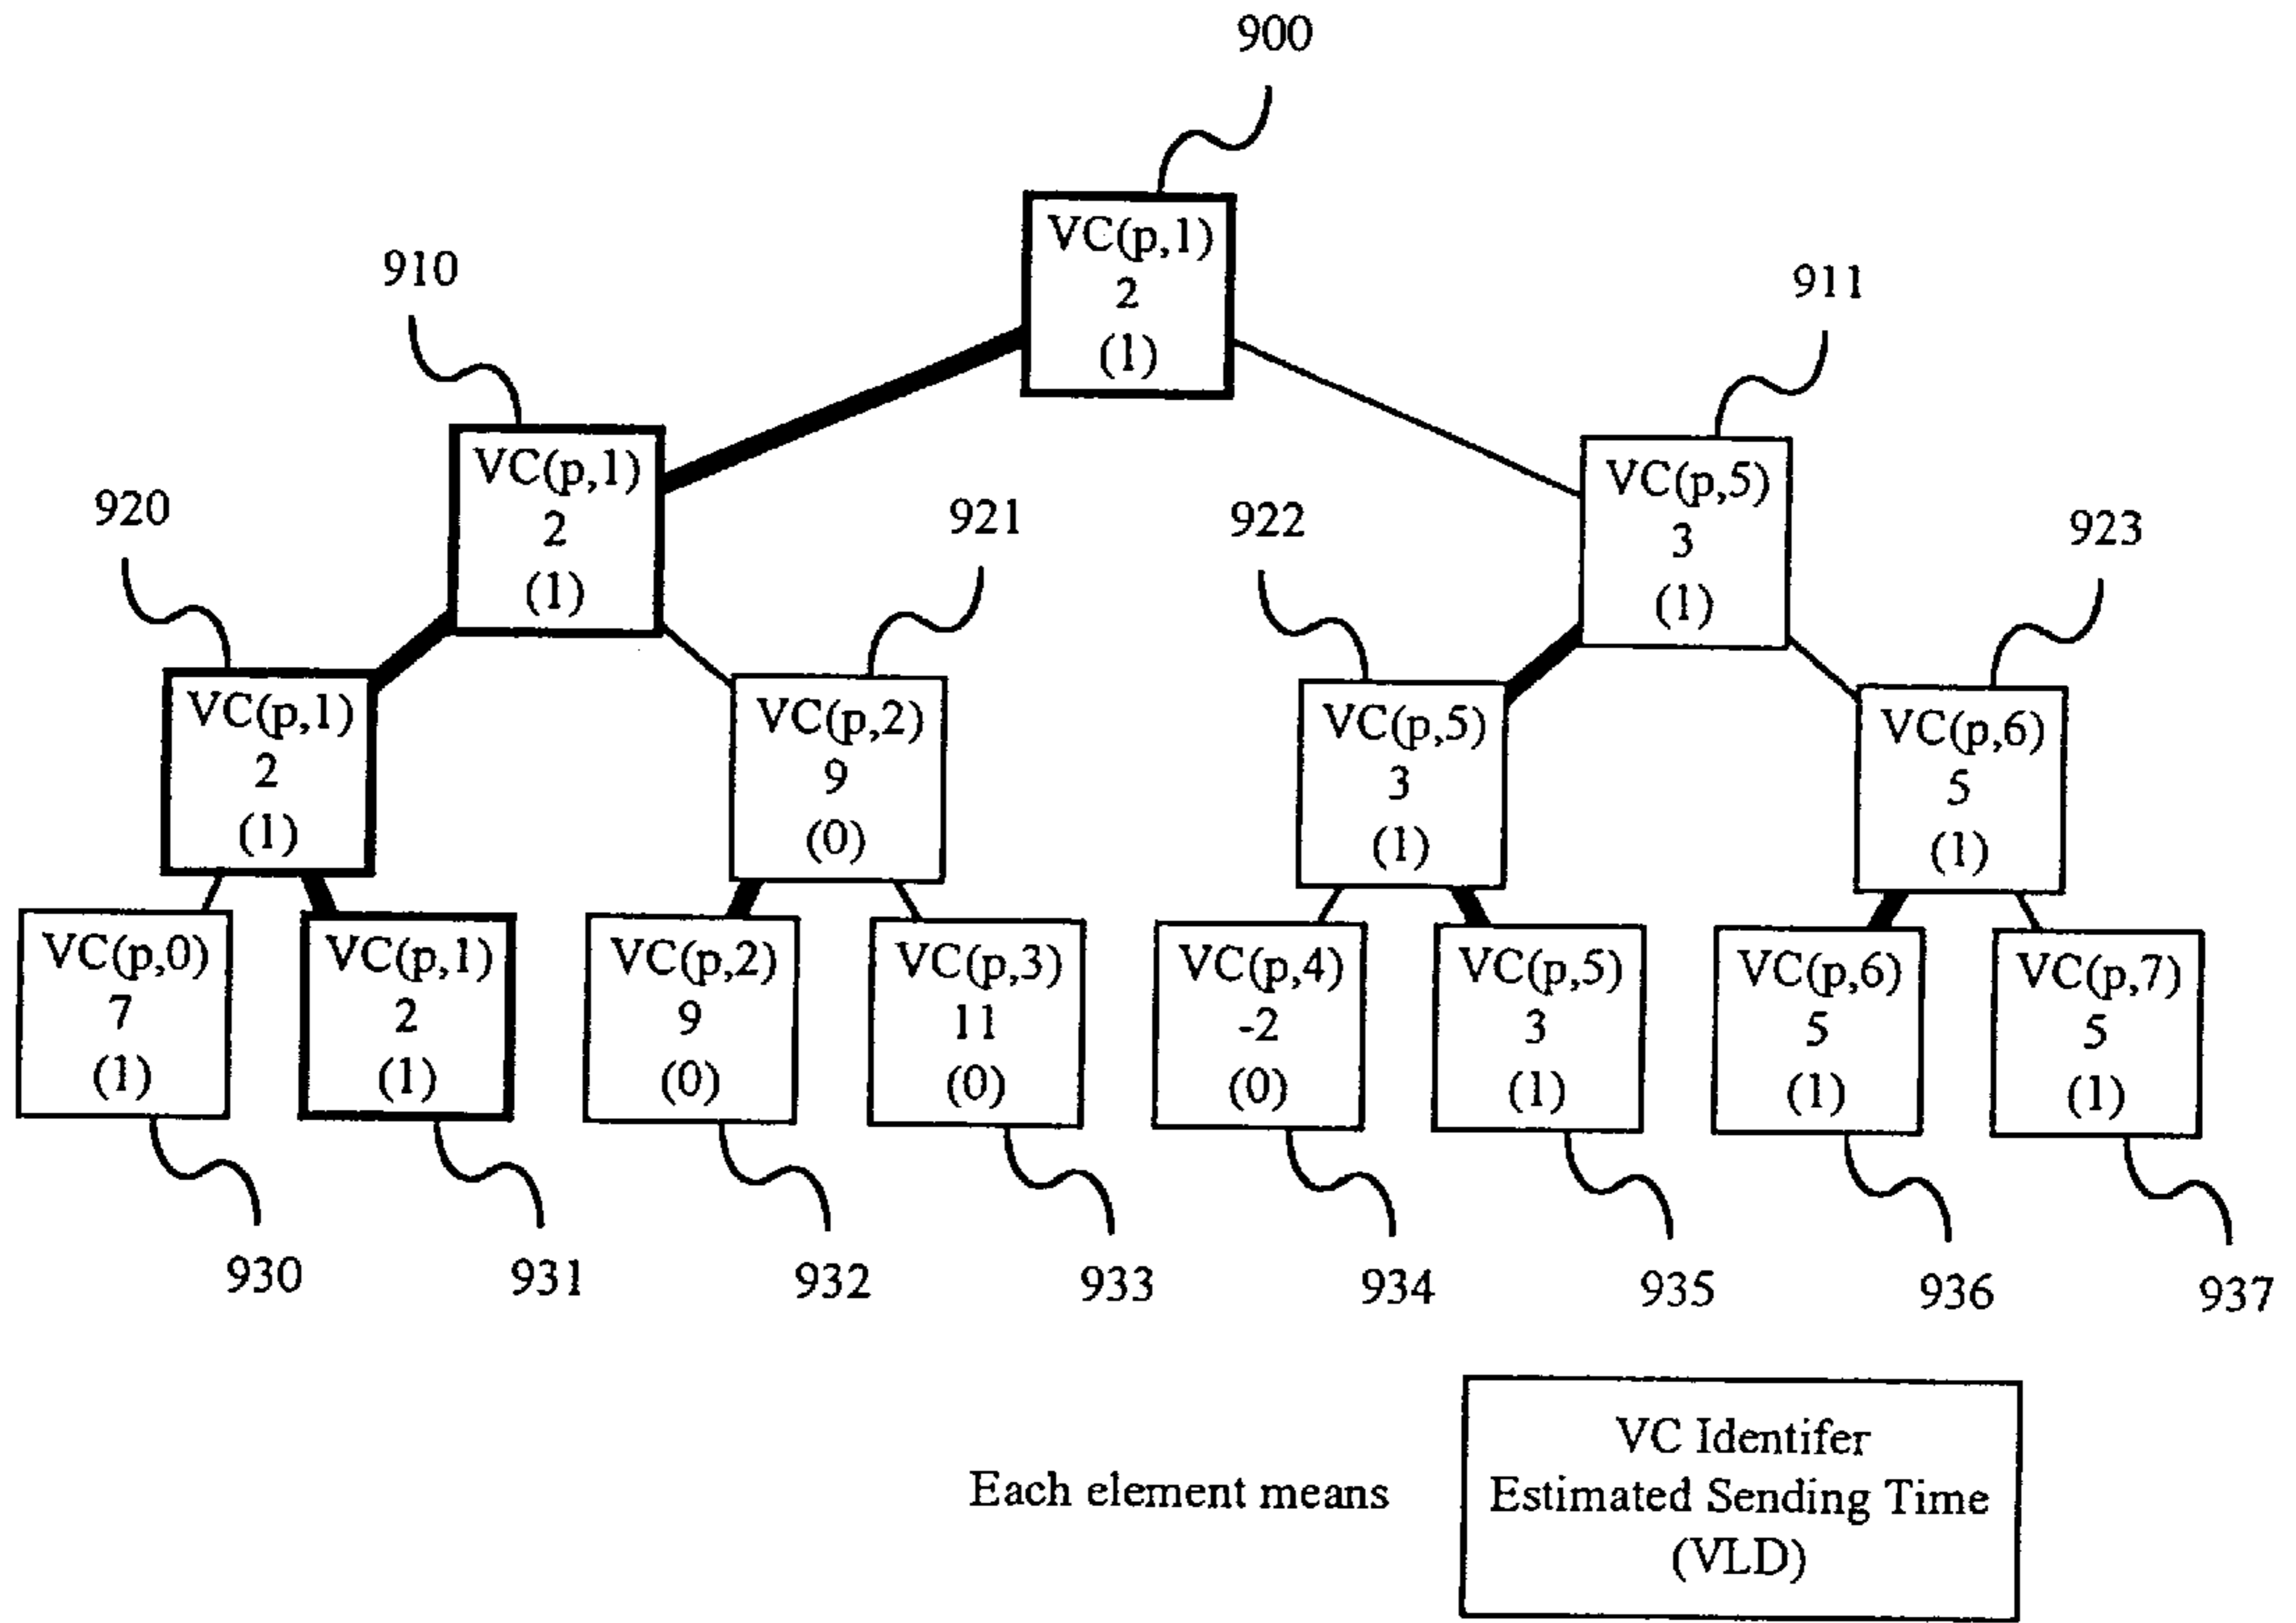 900
VC(p,1)
2
(1)
910
VC(p,1)
2
(1)
911
VC(p,5)
3
(1)
920
VC(p,1)
2
(1)
921
VC(p,2)
9
(0)
922
VC(p,5)
3
(1)
923
VC(p,6)
5
(1)
VC(p,0)
7
(1)
VC(p,1)
2
(1)
VC(p,2)
9
(0)
VC(p,3)
11
(0)
VC(p,4)
-2
(0)
VC(p,5)
3
(1)
VC(p,6)
5
(1)
VC(p,7)
5
(1)
930
931
932
933
934
935
936
937
Each element means
VC Identifer
Estimated Sending Time
(VLD)